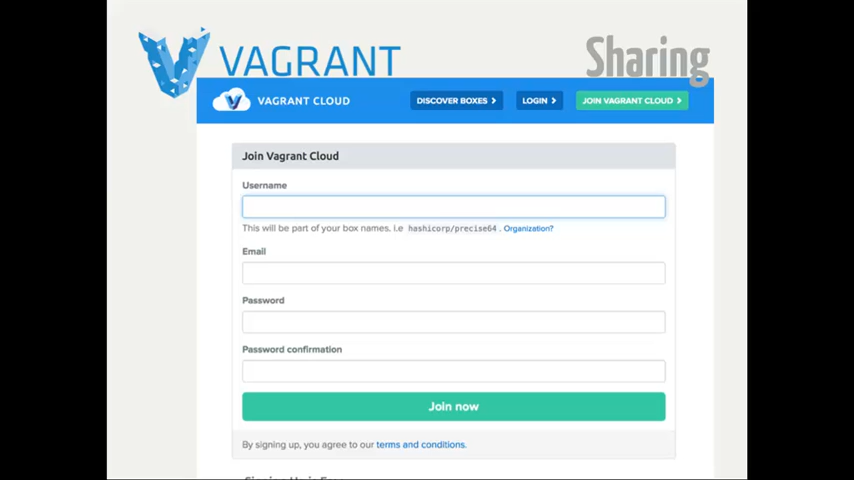 VAGRANT
Sharing
VAGRANT CLOUD
DISCOVER BOXES >
LOGIN >
JOIN VAGRANT CLOUD >
Join Vagrant Cloud
Username
This will be part of your box names. i.e hashicorp/precise64 . Organization?
Email
Password
Password confirmation
Join now
By signing up, you agree to our terms and conditions.